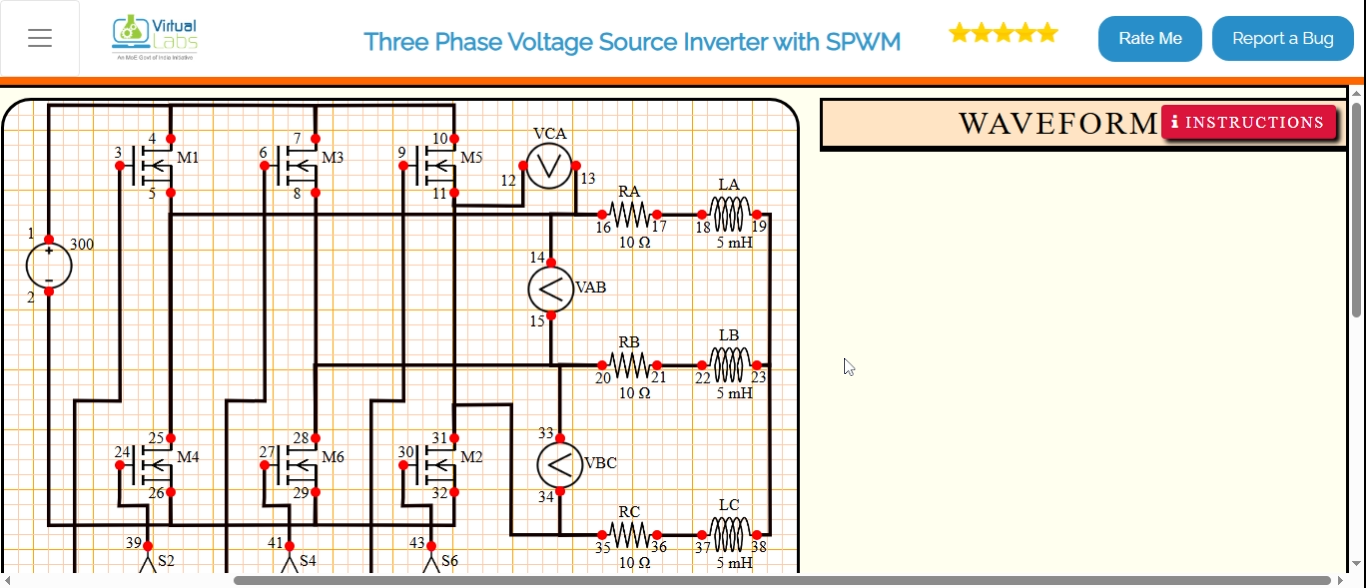 Virtual
Labs
An MoE Govt of India Initiative
Three Phase Voltage Source Inverter with SPWM
Rate Me
Report a Bug
WAVEFORM
INSTRUCTIONS
4
7
10
VCA
3
M1
6
M3
9
M5
12
13
5
8
11
RA
LA
16
17
18
19
10 Ω
5 mH
1
300
2
14
VAB
15
RB
LB
20
21
22
23
10 Ω
5 mH
25
28
31
33
24
M4
27
M6
30
M2
VBC
26
29
32
34
RC
LC
39
41
43
35
36
37
38
S2
S4
S6
10 Ω
5 mH